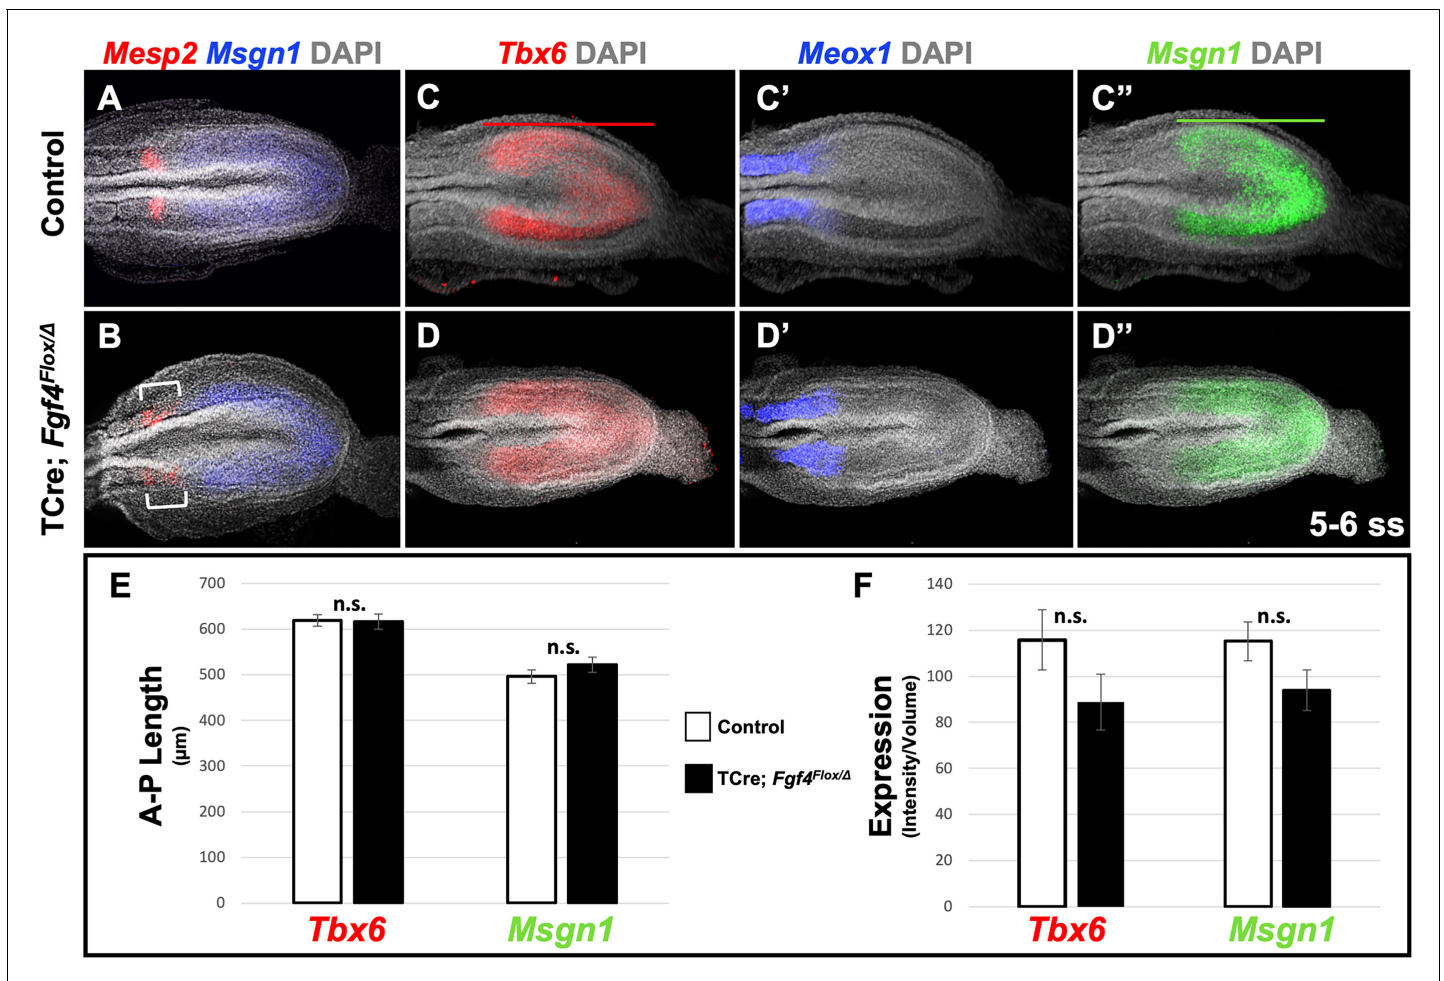 Mesp2 Msgn1 DAPI
Tbx6 DAPI
Meox1 DAPI
Msgn1 DAPI
Control
A
C
C’
C’’
TCre; Fgf4Flox/Δ
B
D
D’
D’’
5-6 ss
E
A-P Length
(µm)
700
600
500
400
300
200
100
0
n.s.
n.s.
Tbx6
Msgn1
Control
TCre; Fgf4Flox/Δ
F
Expression
(Intensity/Volume)
140
120
100
80
60
40
20
0
n.s.
n.s.
Tbx6
Msgn1